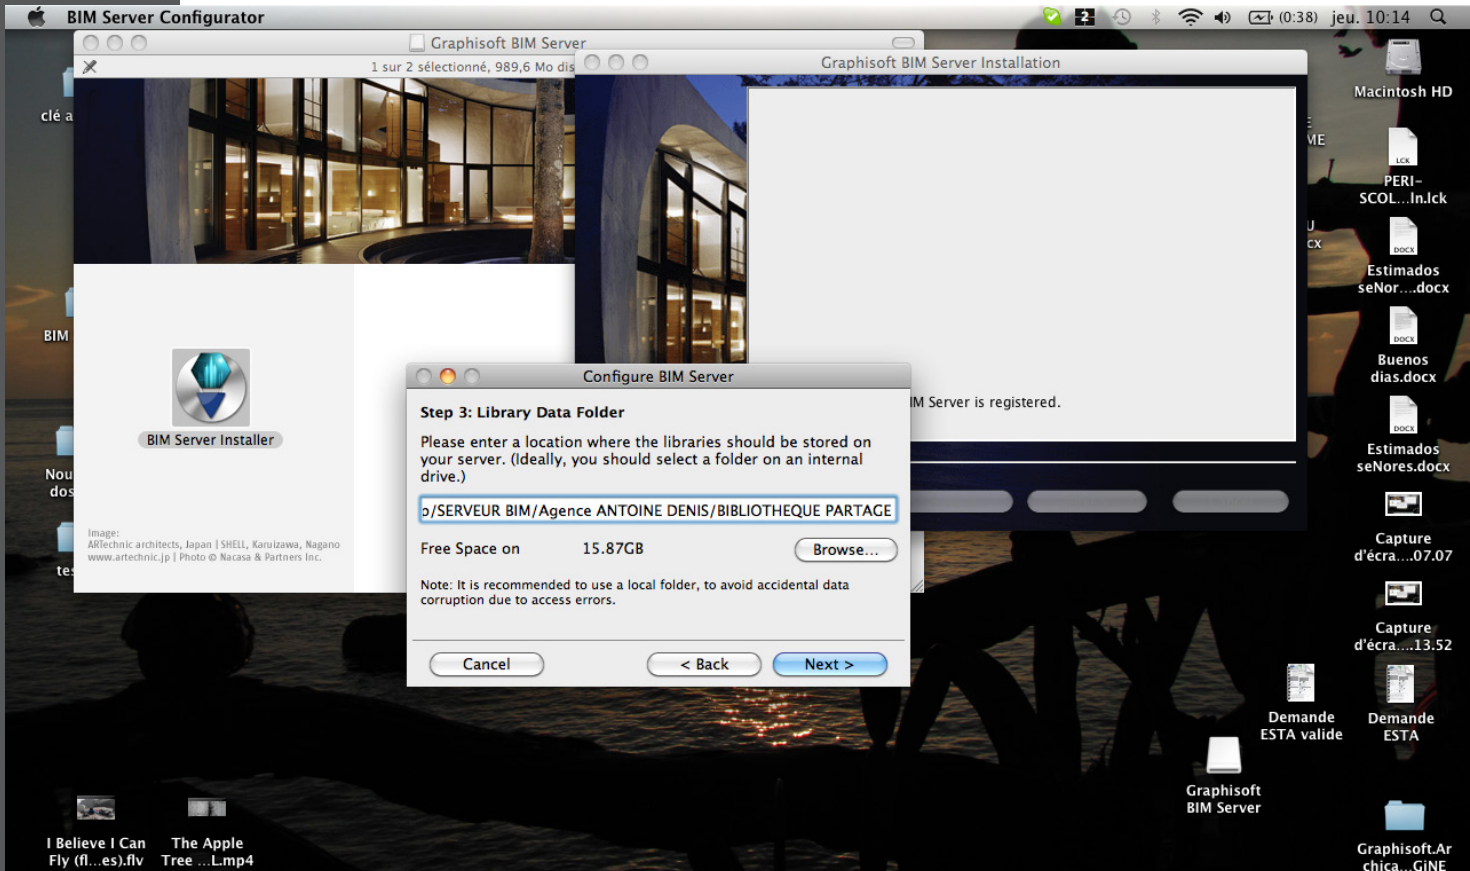 BIM Server Configurator
2
(0:38)
jeu. 10:14
Graphisoft BIM Server
1 sur 2 sélectionné, 989,6 Mo dis
Graphisoft BIM Server Installation
clé a
BIM
Nou
dos
tes
BIM Server Installer
Image:
ARTechnic architects, Japan | SHELL, Karuizawa, Nagano
www.artechnic.jp | Photo © Nacasa & Partners Inc.
IM Server is registered.
Configure BIM Server
Step 3: Library Data Folder
Please enter a location where the libraries should be stored on
your server. (Ideally, you should select a folder on an internal
drive.)
p/SERVEUR BIM/Agence ANTOINE DENIS/BIBLIOTHEQUE PARTAGE
Free Space on 15.87GB
Browse...
Note: It is recommended to use a local folder, to avoid accidental data
corruption due to access errors.
Cancel
< Back
Next >
Macintosh HD
E
ME
LCK
PERI-
SCOL...In.lck
U
cx
DOCX
Estimados
seNor....docx
DOCX
Buenos
dias.docx
DOCX
Estimados
seNores.docx
Capture
d'écra....07.07
Capture
d'écra....13.52
Demande
ESTA valide
Demande
ESTA
Graphisoft
BIM Server
Graphisoft.Ar
chica...GiNE
I Believe I Can
Fly (fl...es).flv
The Apple
Tree ...L.mp4